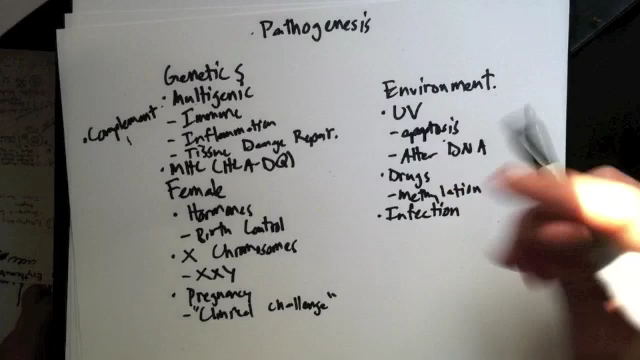 · Pathogenesis
Genetic &
· Multigenic
- Immune
· Complement
- Inflammation
- Tissue Damage Repair.
· MHC (HLA-DQ)
Female
· Hormones
- Birth Control
· X Chromosomes
- XXY
· Pregnancy
- "Clinical challenge"
Environment.
· UV
- apoptosis
- Alter DNA
· Drugs
- methylation
· Infection